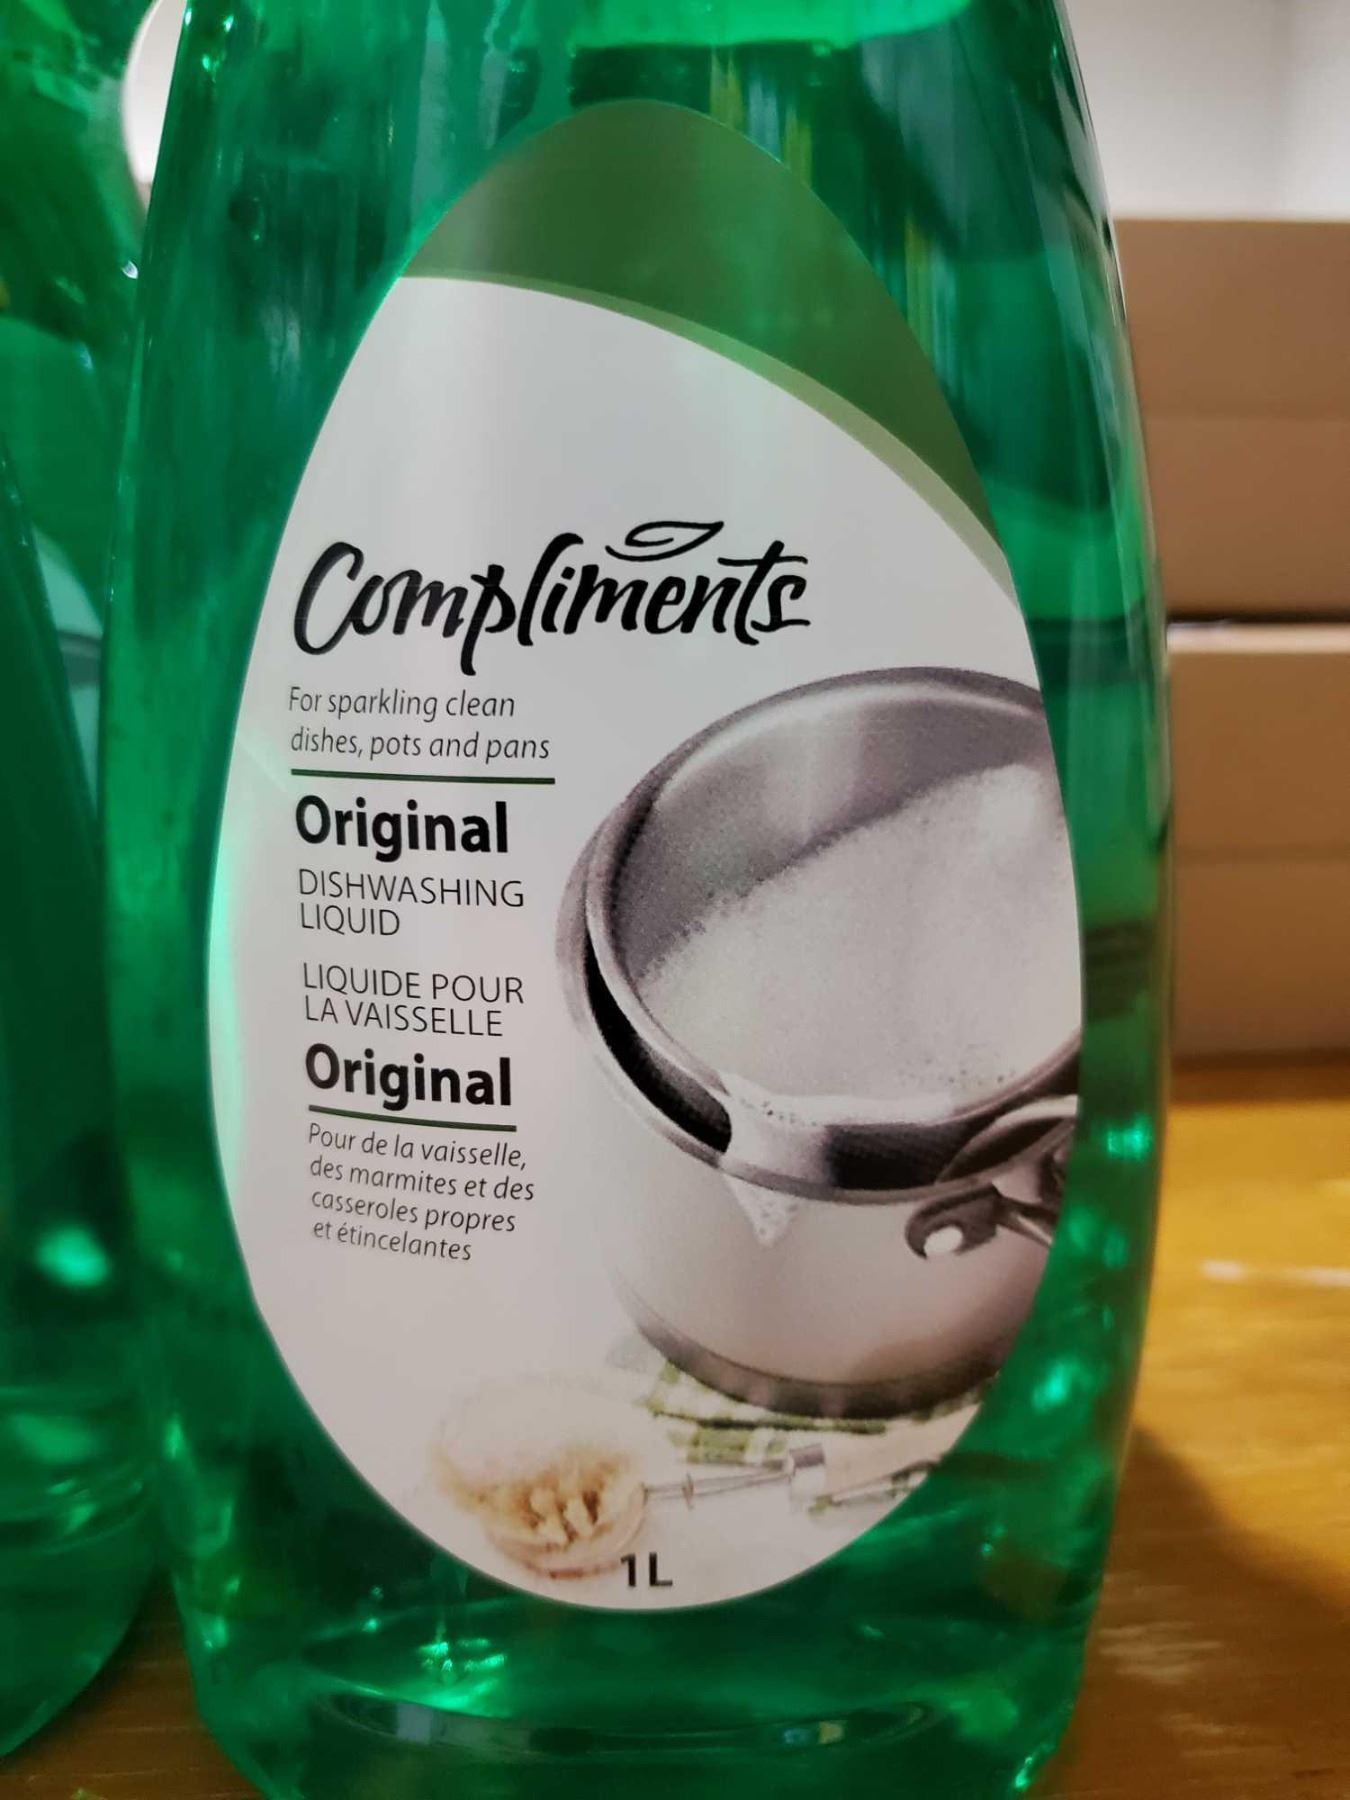 Compliments
For sparkling clean
dishes, pots and pans
Original
DISHWASHING
LIQUID
LIQUIDE POUR
LA VAISSELLE
Original
Pour de la vaisselle,
des marmites et des
casseroles propres
et étincelantes
1L